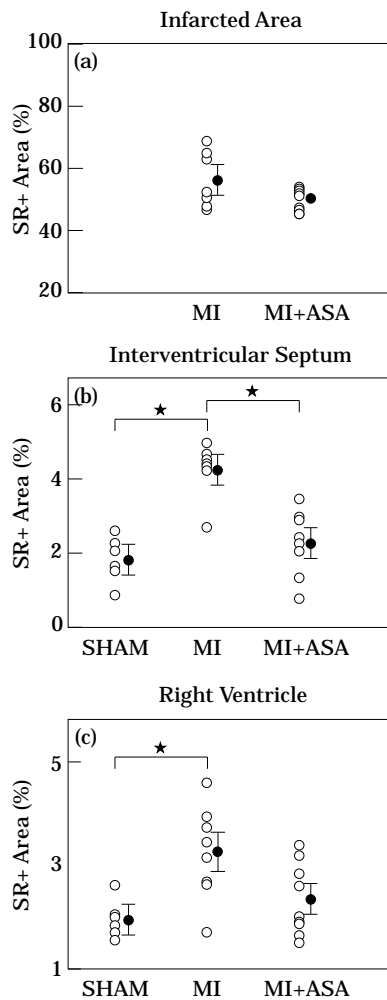 Infarcted Area
(a)
100
80
60
40
20
SR+ Area (%)
MI MI+ASA
Interventricular Septum
(b)
6
4
2
0
SR+ Area (%)
★ ★
SHAM MI MI+ASA
Right Ventricle
(c)
5
3
1
SR+ Area (%)
★
SHAM MI MI+ASA